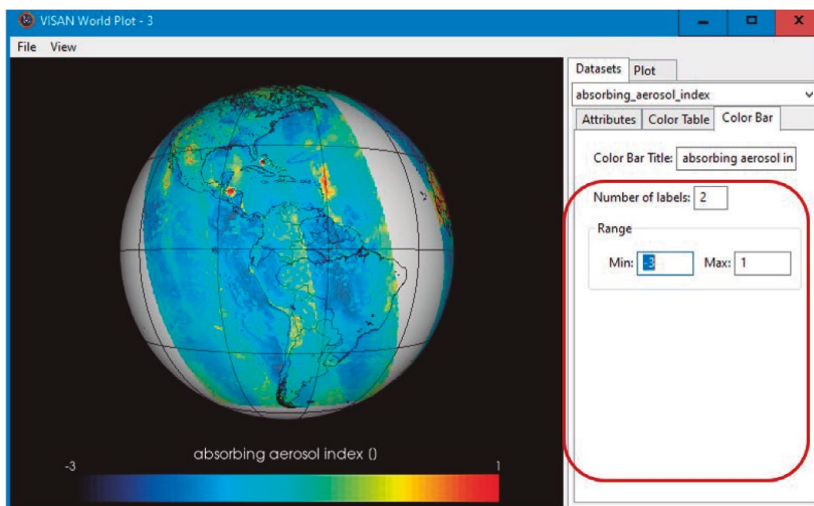 VISAN World Plot - 3
File View
Datasets Plot
absorbing_aerosol_index
Attributes Color Table Color Bar
Color Bar Title: absorbing aerosol in
Number of labels: 2
Range
Min: -3 Max: 1
absorbing aerosol index ()
-3 1